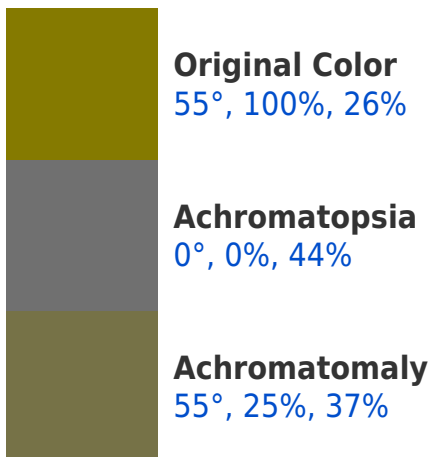 Original Color
55°, 100%, 26%
Achromatopsia
0°, 0%, 44%
Achromatomaly
55°, 25%, 37%